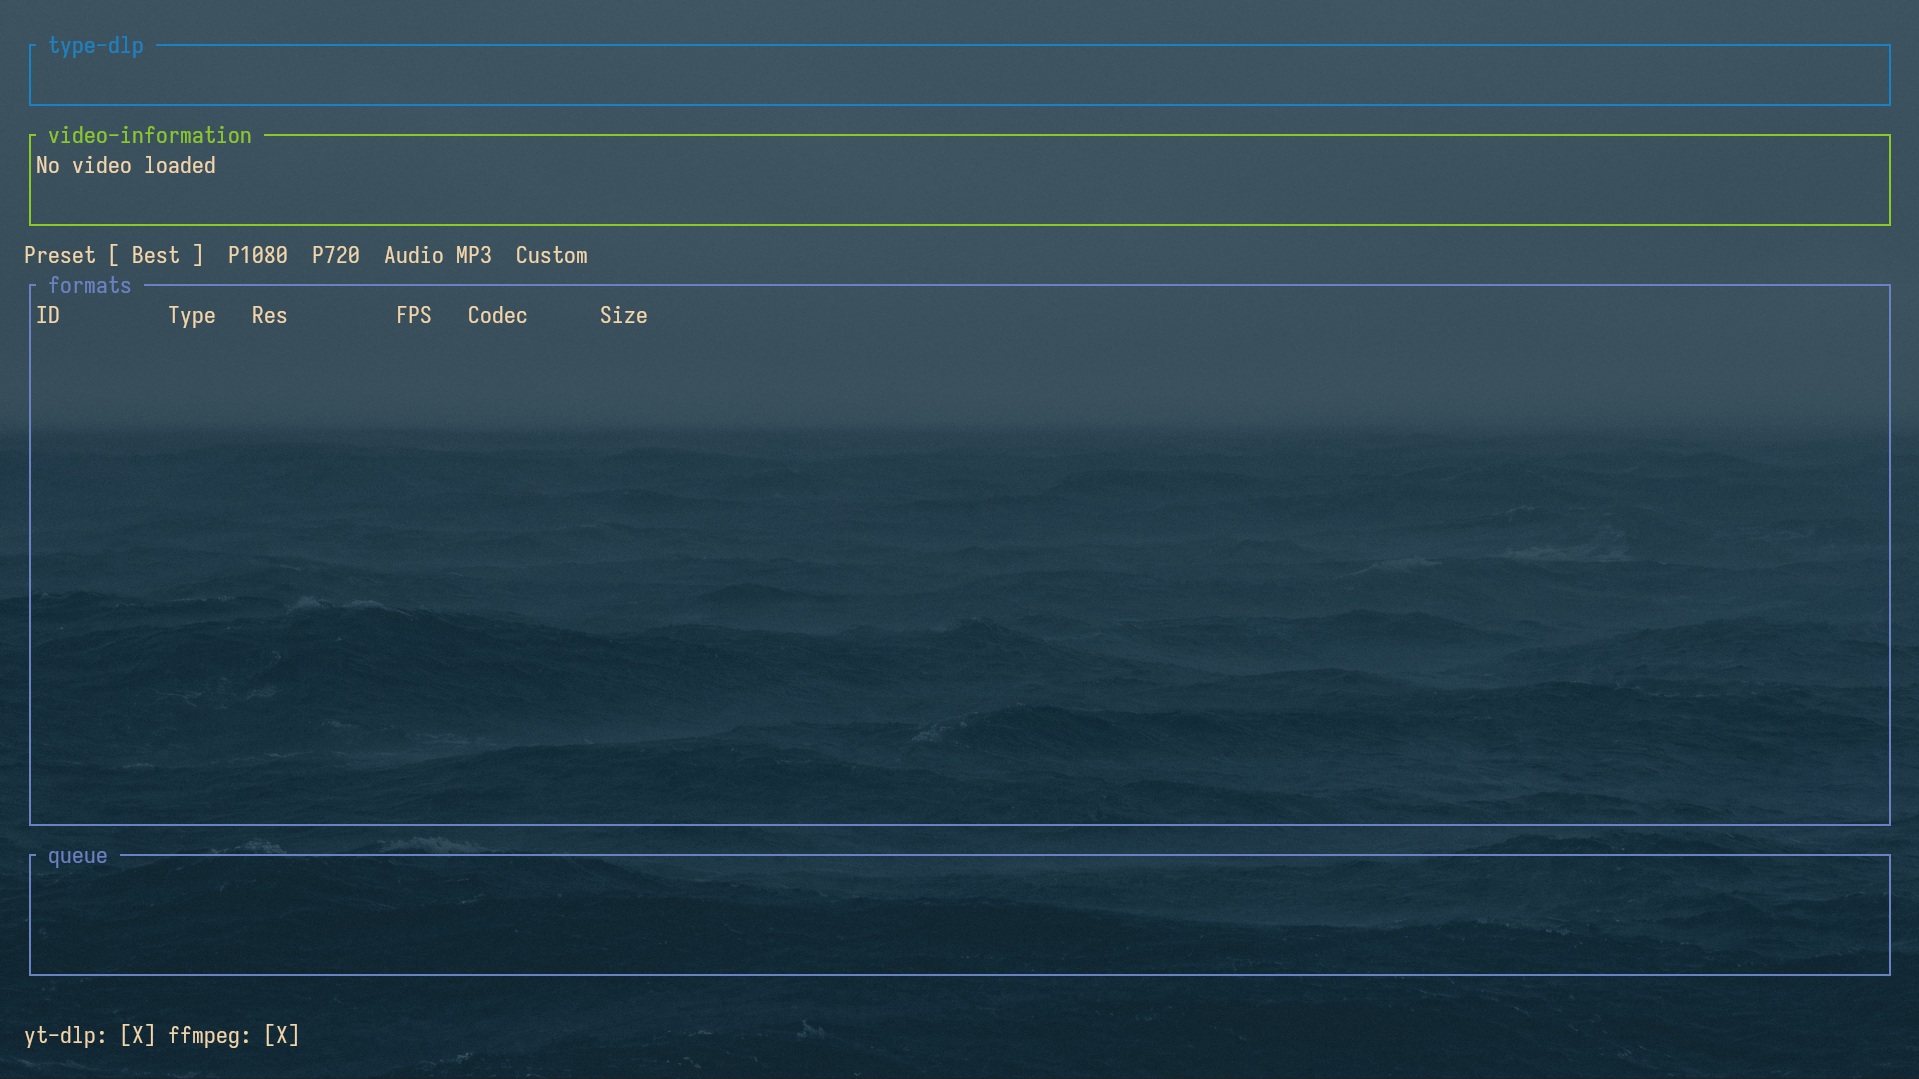 type-dlp
video-information
No video loaded
Preset [ Best ] P1080 P720 Audio MP3 Custom
formats
ID Type Res FPS Codec Size
queue
yt-dlp: [X] ffmpeg: [X]